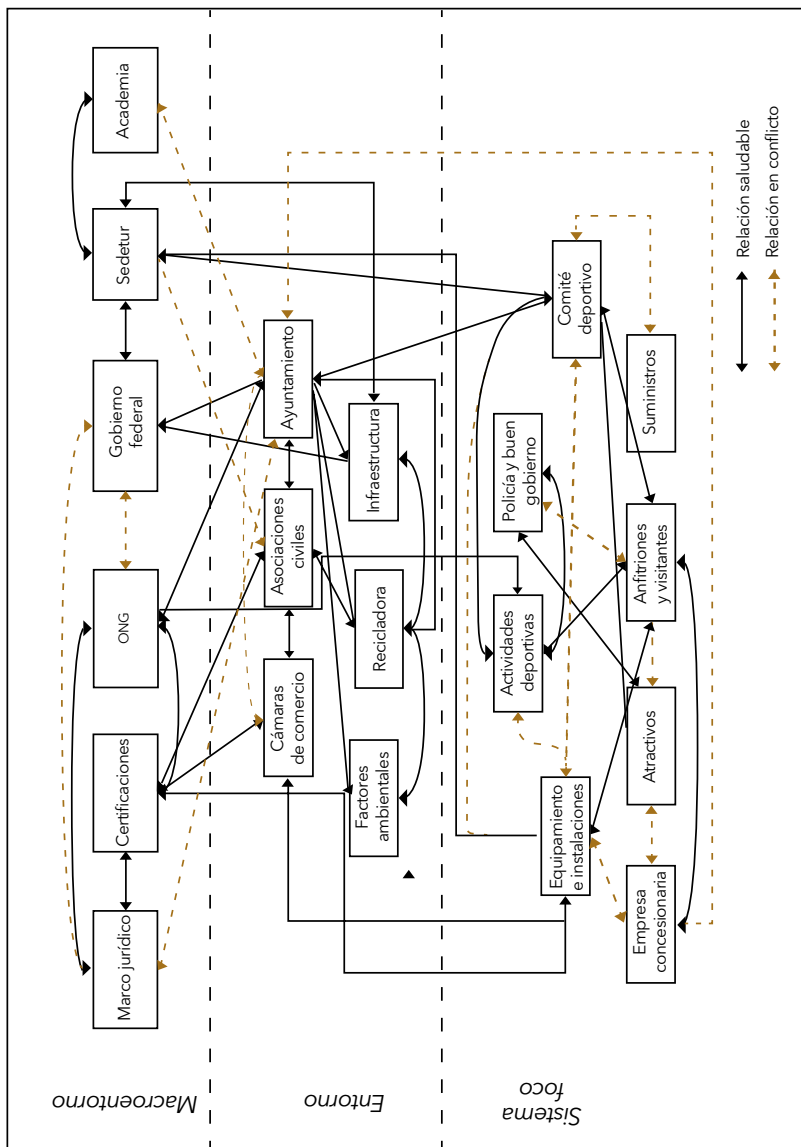 Macroentorno
Marco jurídico
Certificaciones
ONG
Gobierno
federal
Sedetur
Academia
Entorno
Cámaras
de comercio
Asociaciones
civiles
Ayuntamiento
Factores
ambientales
Recicladora
Infraestructura
Sistema
foco
Equipamiento
e instalaciones
Actividades
deportivas
Policía y buen
gobierno
Comité
deportivo
Empresa
concesionaria
Atractivos
Anfitriones
y visitantes
Suministros
Relación saludable
Relación en conflicto